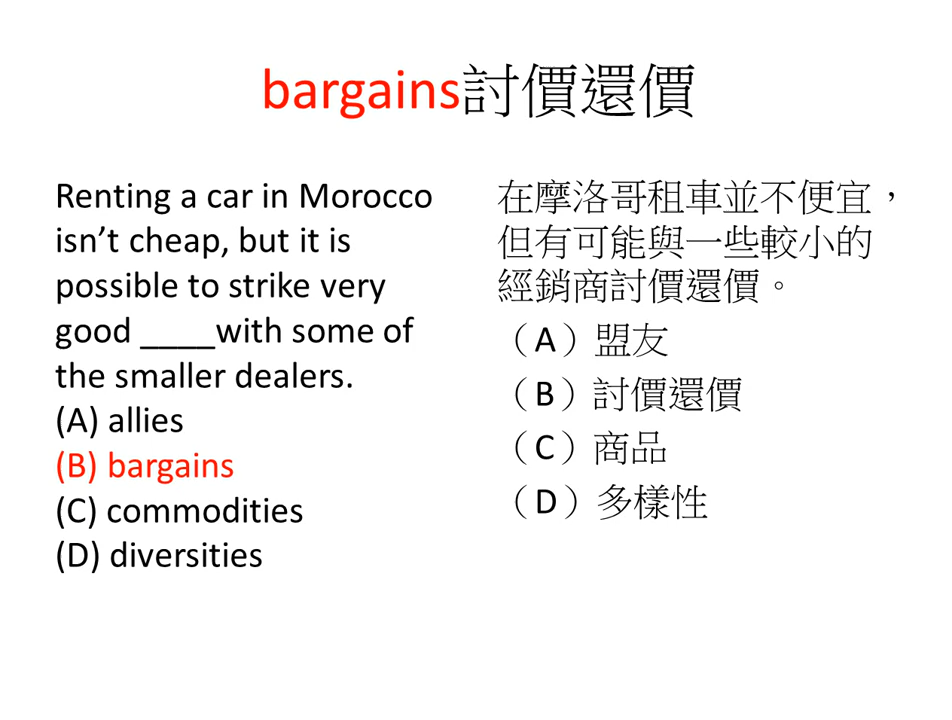 bargains討價還價
Renting a car in Morocco
isn’t cheap, but it is
possible to strike very
good ____with some of
the smaller dealers.
(A) allies
(B) bargains
(C) commodities
(D) diversities
在摩洛哥租車並不便宜，
但有可能與一些較小的
經銷商討價還價。
（A）盟友
（B）討價還價
（C）商品
（D）多樣性